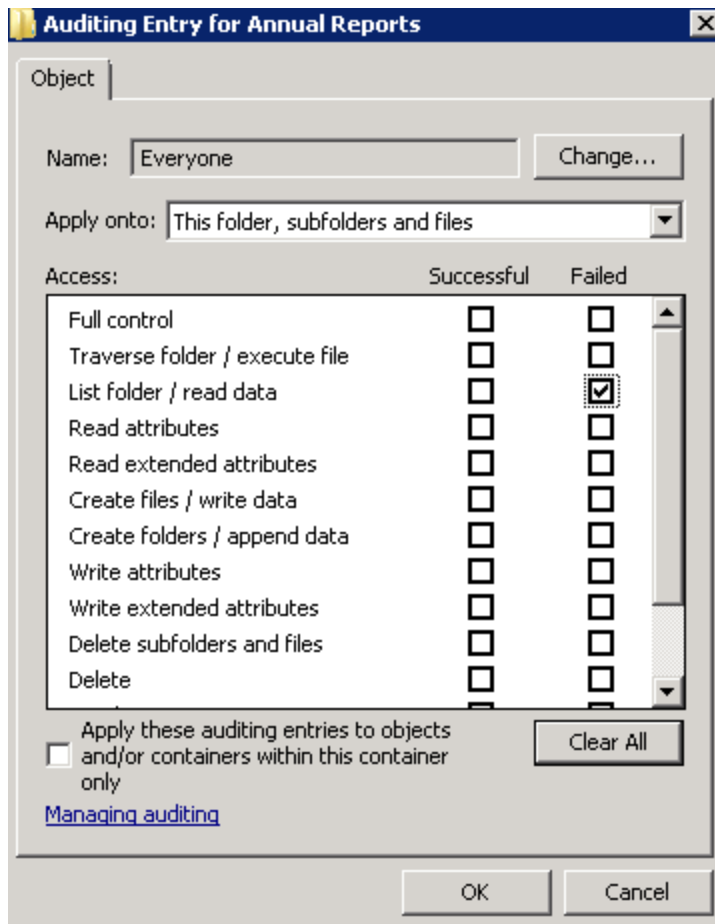 Auditing Entry for Annual Reports
Object
Name: Everyone Change...
Apply onto: This folder, subfolders and files
Access: Successful Failed
Full control
Traverse folder / execute file
List folder / read data
Read attributes
Read extended attributes
Create files / write data
Create folders / append data
Write attributes
Write extended attributes
Delete subfolders and files
Delete
Apply these auditing entries to objects
and/or containers within this container
only
Clear All
Managing auditing
OK Cancel